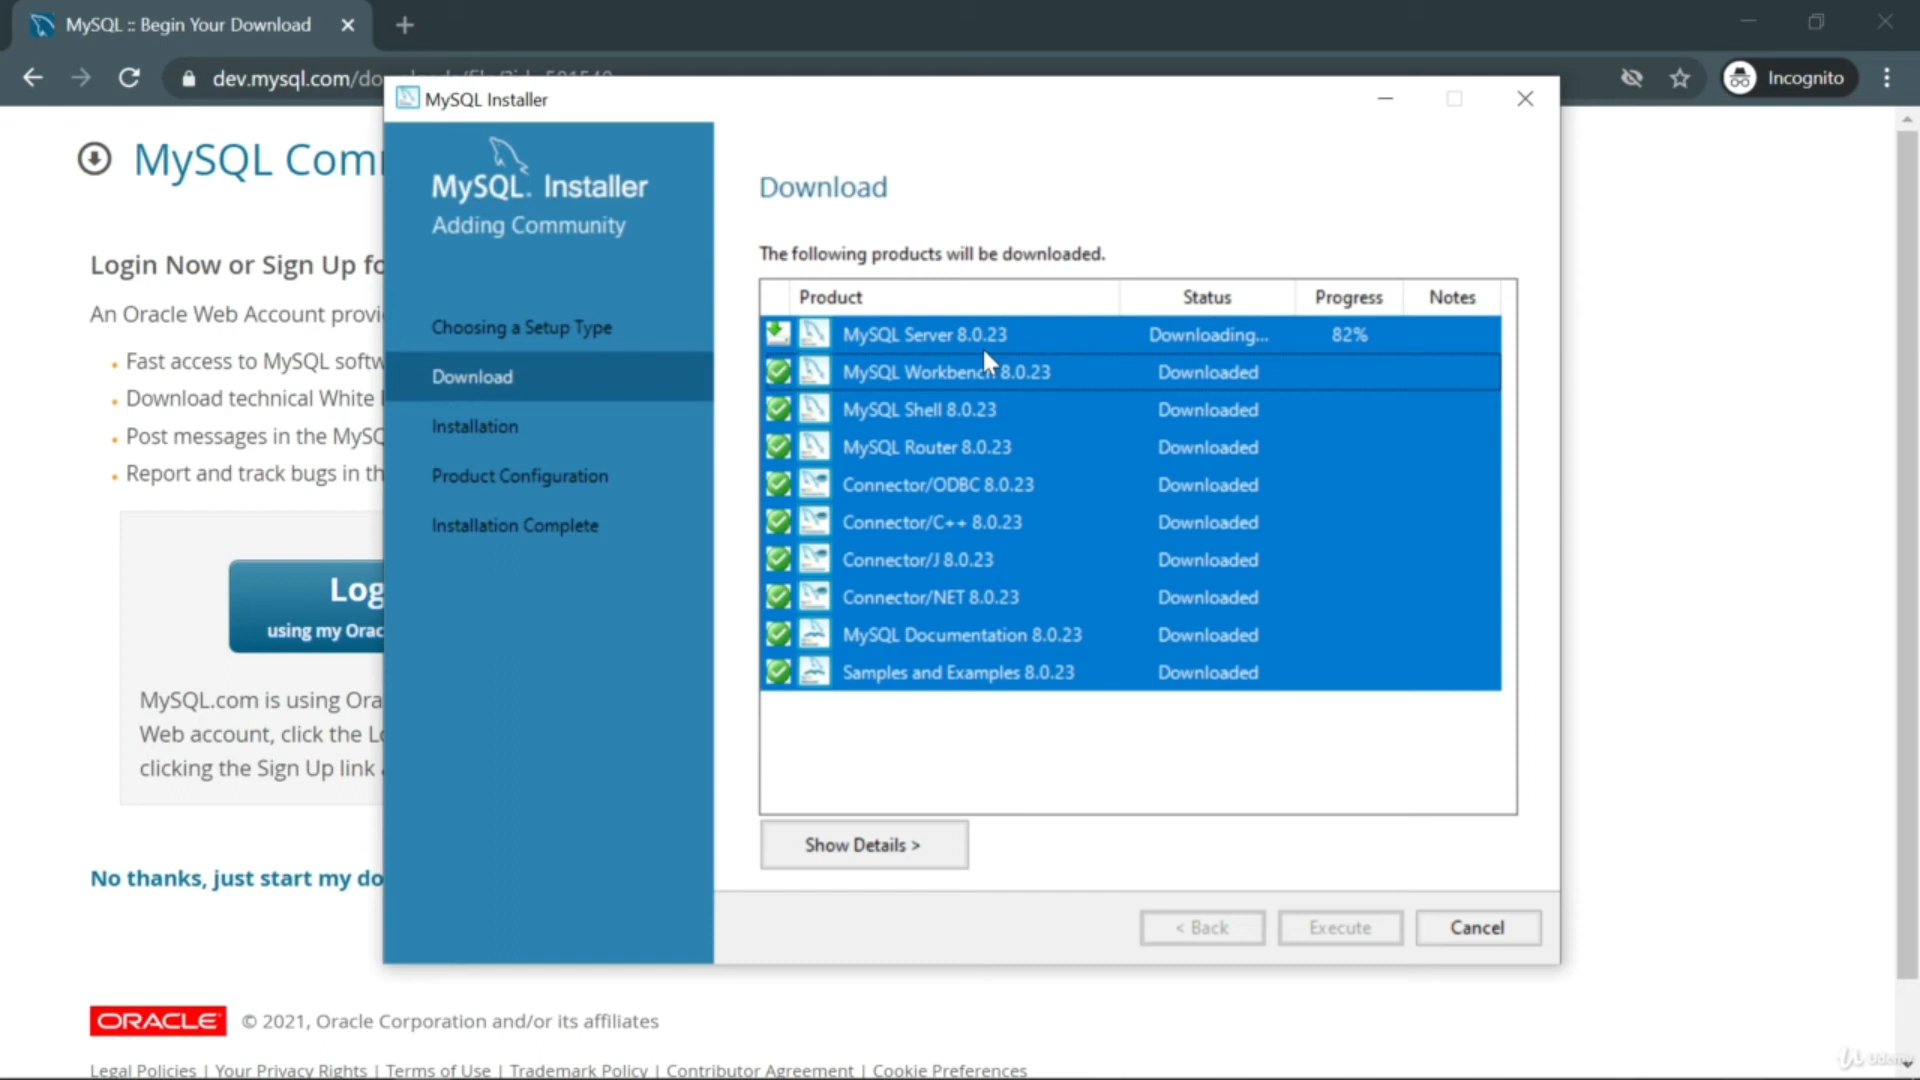 MySQL :: Begin Your Download
dev.mysql.com/do
Incognito
MySQL Installer
MySQL Com
MySQL. Installer
Adding Community
Download
Login Now or Sign Up fo
The following products will be downloaded.
An Oracle Web Account provi
Product Status Progress Notes
Fast access to MySQL softw
Choosing a Setup Type
MySQL Server 8.0.23 Downloading... 82%
Download technical White
Download
MySQL Workbench 8.0.23 Downloaded
Post messages in the MySQ
Installation
MySQL Shell 8.0.23 Downloaded
Report and track bugs in th
Product Configuration
MySQL Router 8.0.23 Downloaded
Installation Complete
Connector/ODBC 8.0.23 Downloaded
Connector/C++ 8.0.23 Downloaded
Connector/J 8.0.23 Downloaded
Connector/NET 8.0.23 Downloaded
MySQL Documentation 8.0.23 Downloaded
Samples and Examples 8.0.23 Downloaded
Log
using my Orac
MySQL.com is using Ora
Web account, click the Lo
clicking the Sign Up link
Show Details >
No thanks, just start my do
< Back Execute Cancel
ORACLE © 2021, Oracle Corporation and/or its affiliates
Legal Policies | Your Privacy Rights | Terms of Use | Trademark Policy | Contributor Agreement | Cookie Preferences
Udemy